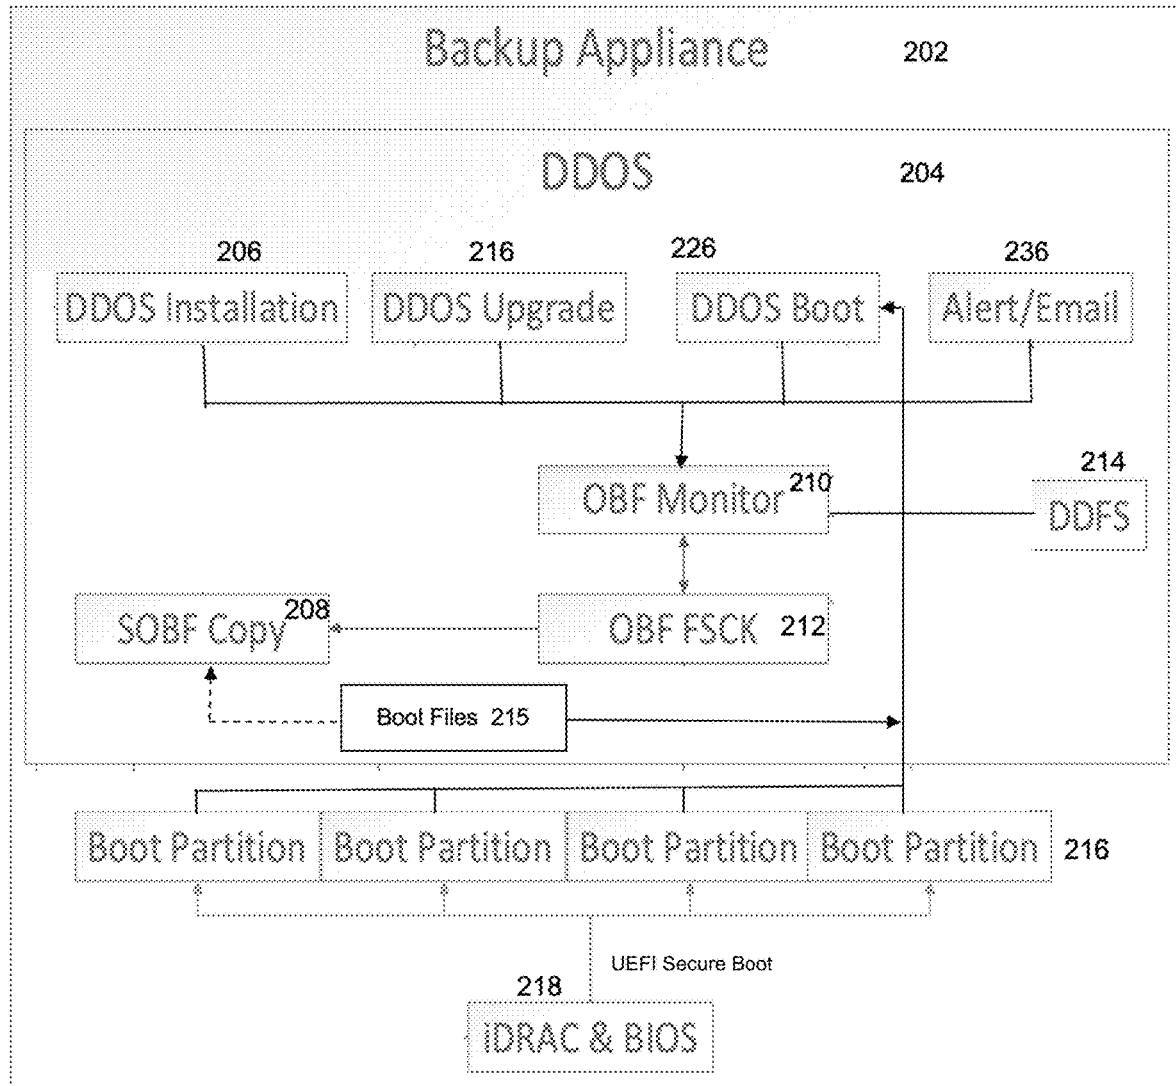 Backup Appliance 202
DDOS 204
206 216 226 236
DDOS Installation DDOS Upgrade DDOS Boot Alert/Email
OBF Monitor 210
214
DDFS
SOBF Copy 208
OBF FSCK 212
Boot Files 215
Boot Partition Boot Partition Boot Partition Boot Partition 216
UEFI Secure Boot
218
iDRAC & BIOS